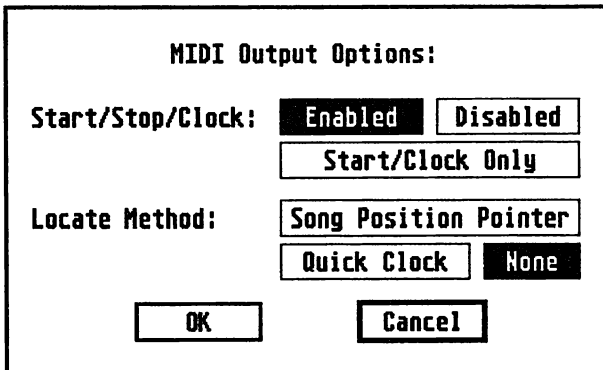 MIDI Output Options:
Start/Stop/Clock: Enabled Disabled
Start/Clock Only
Locate Method: Song Position Pointer
Quick Clock None
OK Cancel